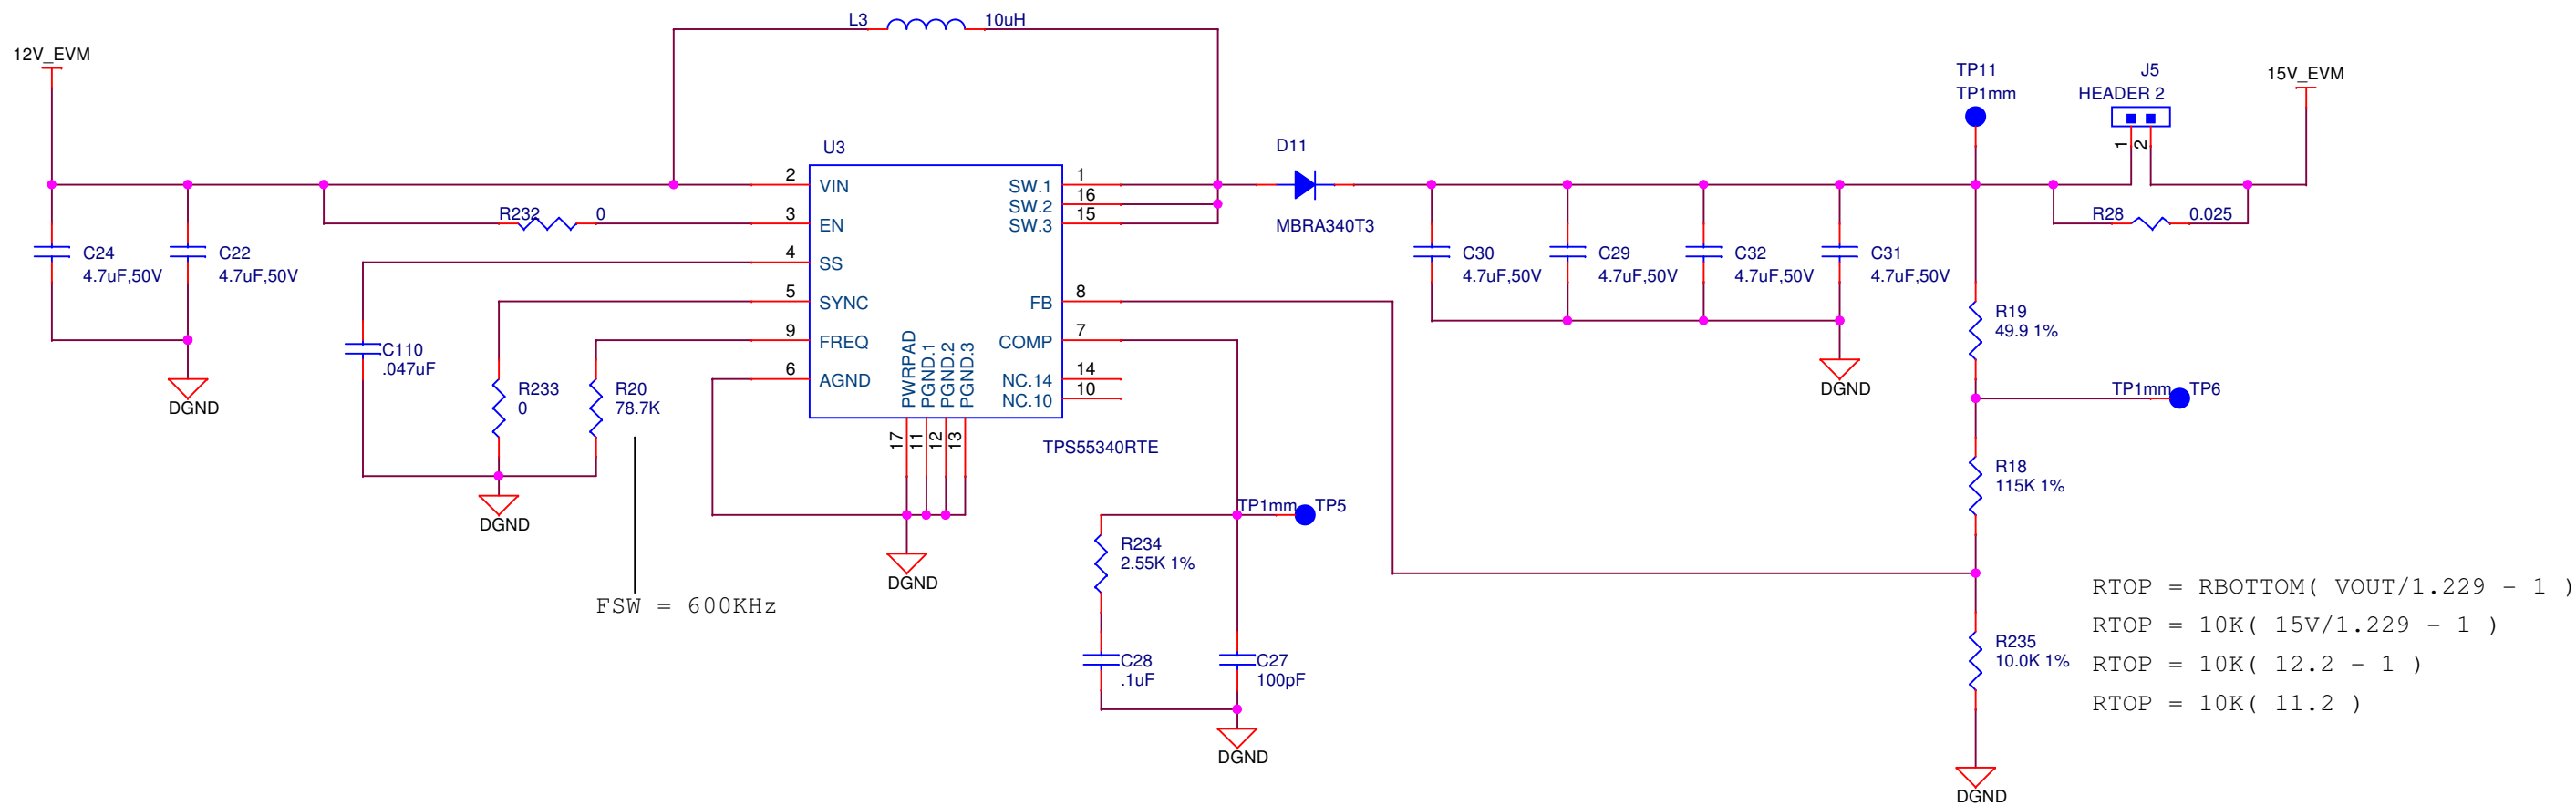 L3 10uH
12V_EVM
TP11
TP1mm
J5
HEADER 2
15V_EVM
1
2
U3
D11
MBRA340T3
2 VIN
3 EN
4 SS
5 SYNC
9 FREQ
6 AGND
SW.1 1
SW.2 16
SW.3 15
FB 8
COMP 7
NC.14 14
NC.10 10
PWRPAD
PGND.1
PGND.2
PGND.3
17
11
12
13
TPS55340RTE
R232 0
C24
4.7uF,50V
C22
4.7uF,50V
DGND
C110
.047uF
R233
0
R20
78.7K
DGND
FSW = 600KHz
DGND
C30
4.7uF,50V
C29
4.7uF,50V
C32
4.7uF,50V
C31
4.7uF,50V
DGND
R28 0.025
R19
49.9 1%
TP1mm TP6
R18
115K 1%
TP1mm TP5
R234
2.55K 1%
C28
.1uF
C27
100pF
DGND
R235
10.0K 1%
DGND
RTOP = RBOTTOM( VOUT/1.229 - 1 )
RTOP = 10K( 15V/1.229 - 1 )
RTOP = 10K( 12.2 - 1 )
RTOP = 10K( 11.2 )